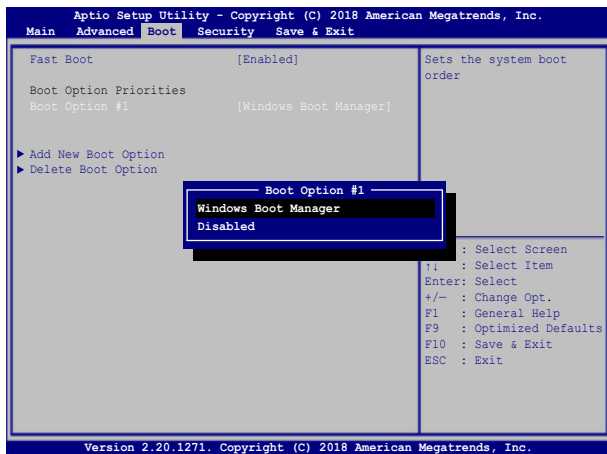 Aptio Setup Utility - Copyright (C) 2018 American Megatrends, Inc.
Main Advanced Boot Security Save & Exit
Fast Boot [Enabled]
Boot Option Priorities
Boot Option #1 [Windows Boot Manager]
▶ Add New Boot Option
▶ Delete Boot Option
Boot Option #1
Windows Boot Manager
Disabled
Sets the system boot
order
: Select Screen
↑↓ : Select Item
Enter: Select
+/— : Change Opt.
F1 : General Help
F9 : Optimized Defaults
F10 : Save & Exit
ESC : Exit
Version 2.20.1271. Copyright (C) 2018 American Megatrends, Inc.